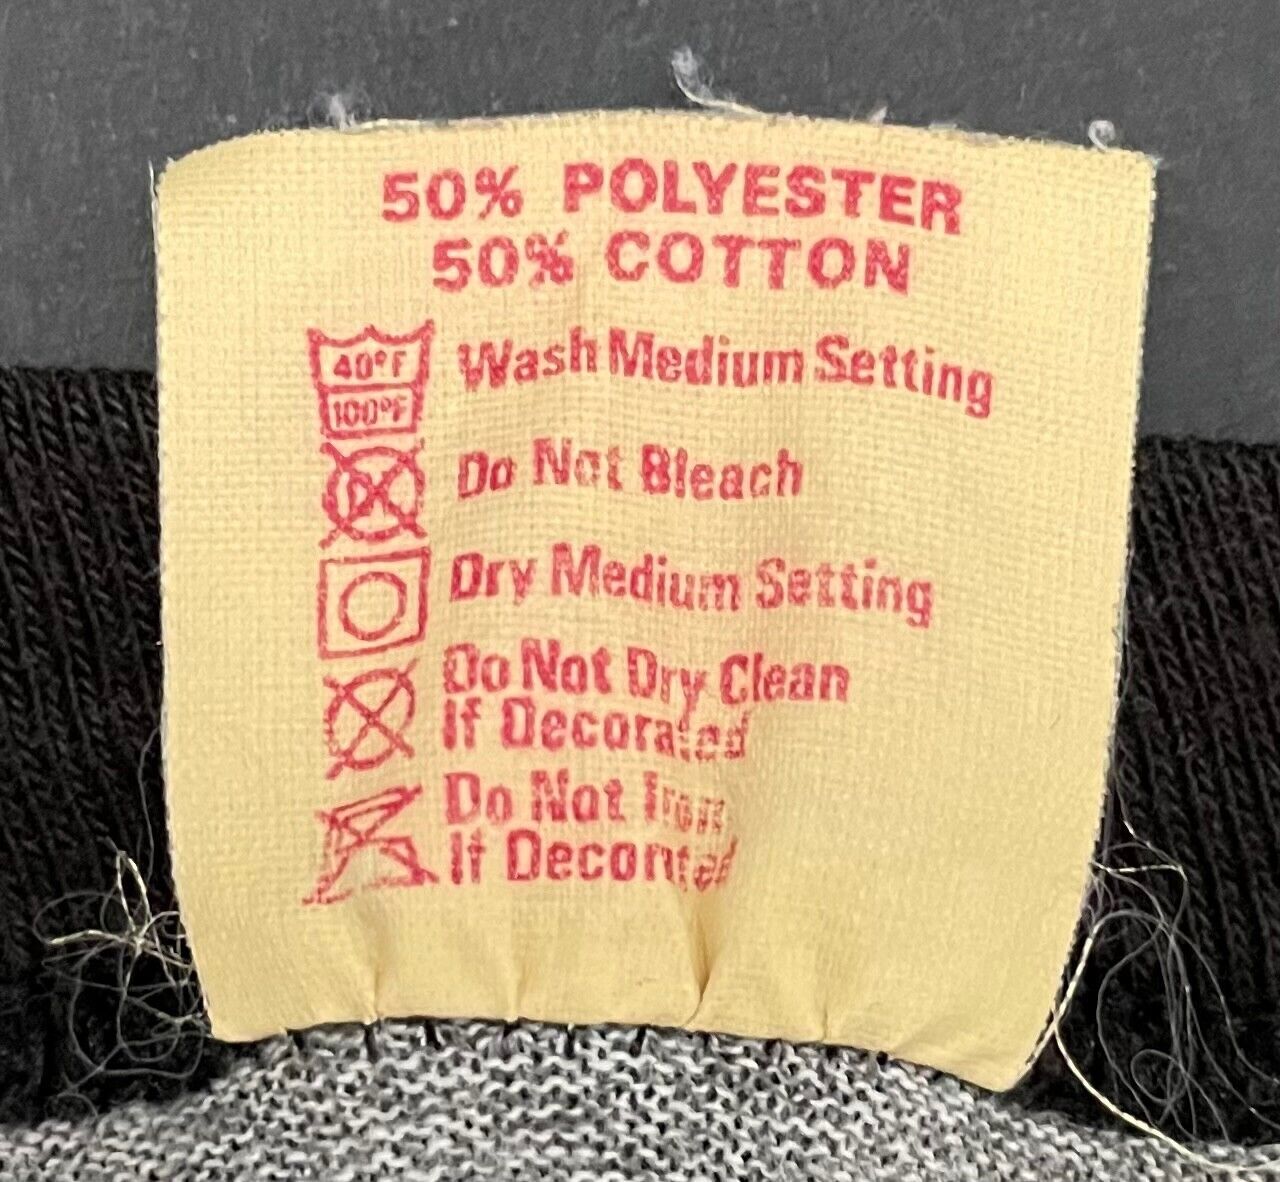 50% POLYESTER
50% COTTON
40°F
100°F
Wash Medium Setting
Do Not Bleach
Dry Medium Setting
Do Not Dry Clean
If Decorated
Do Not Iron
If Decorated